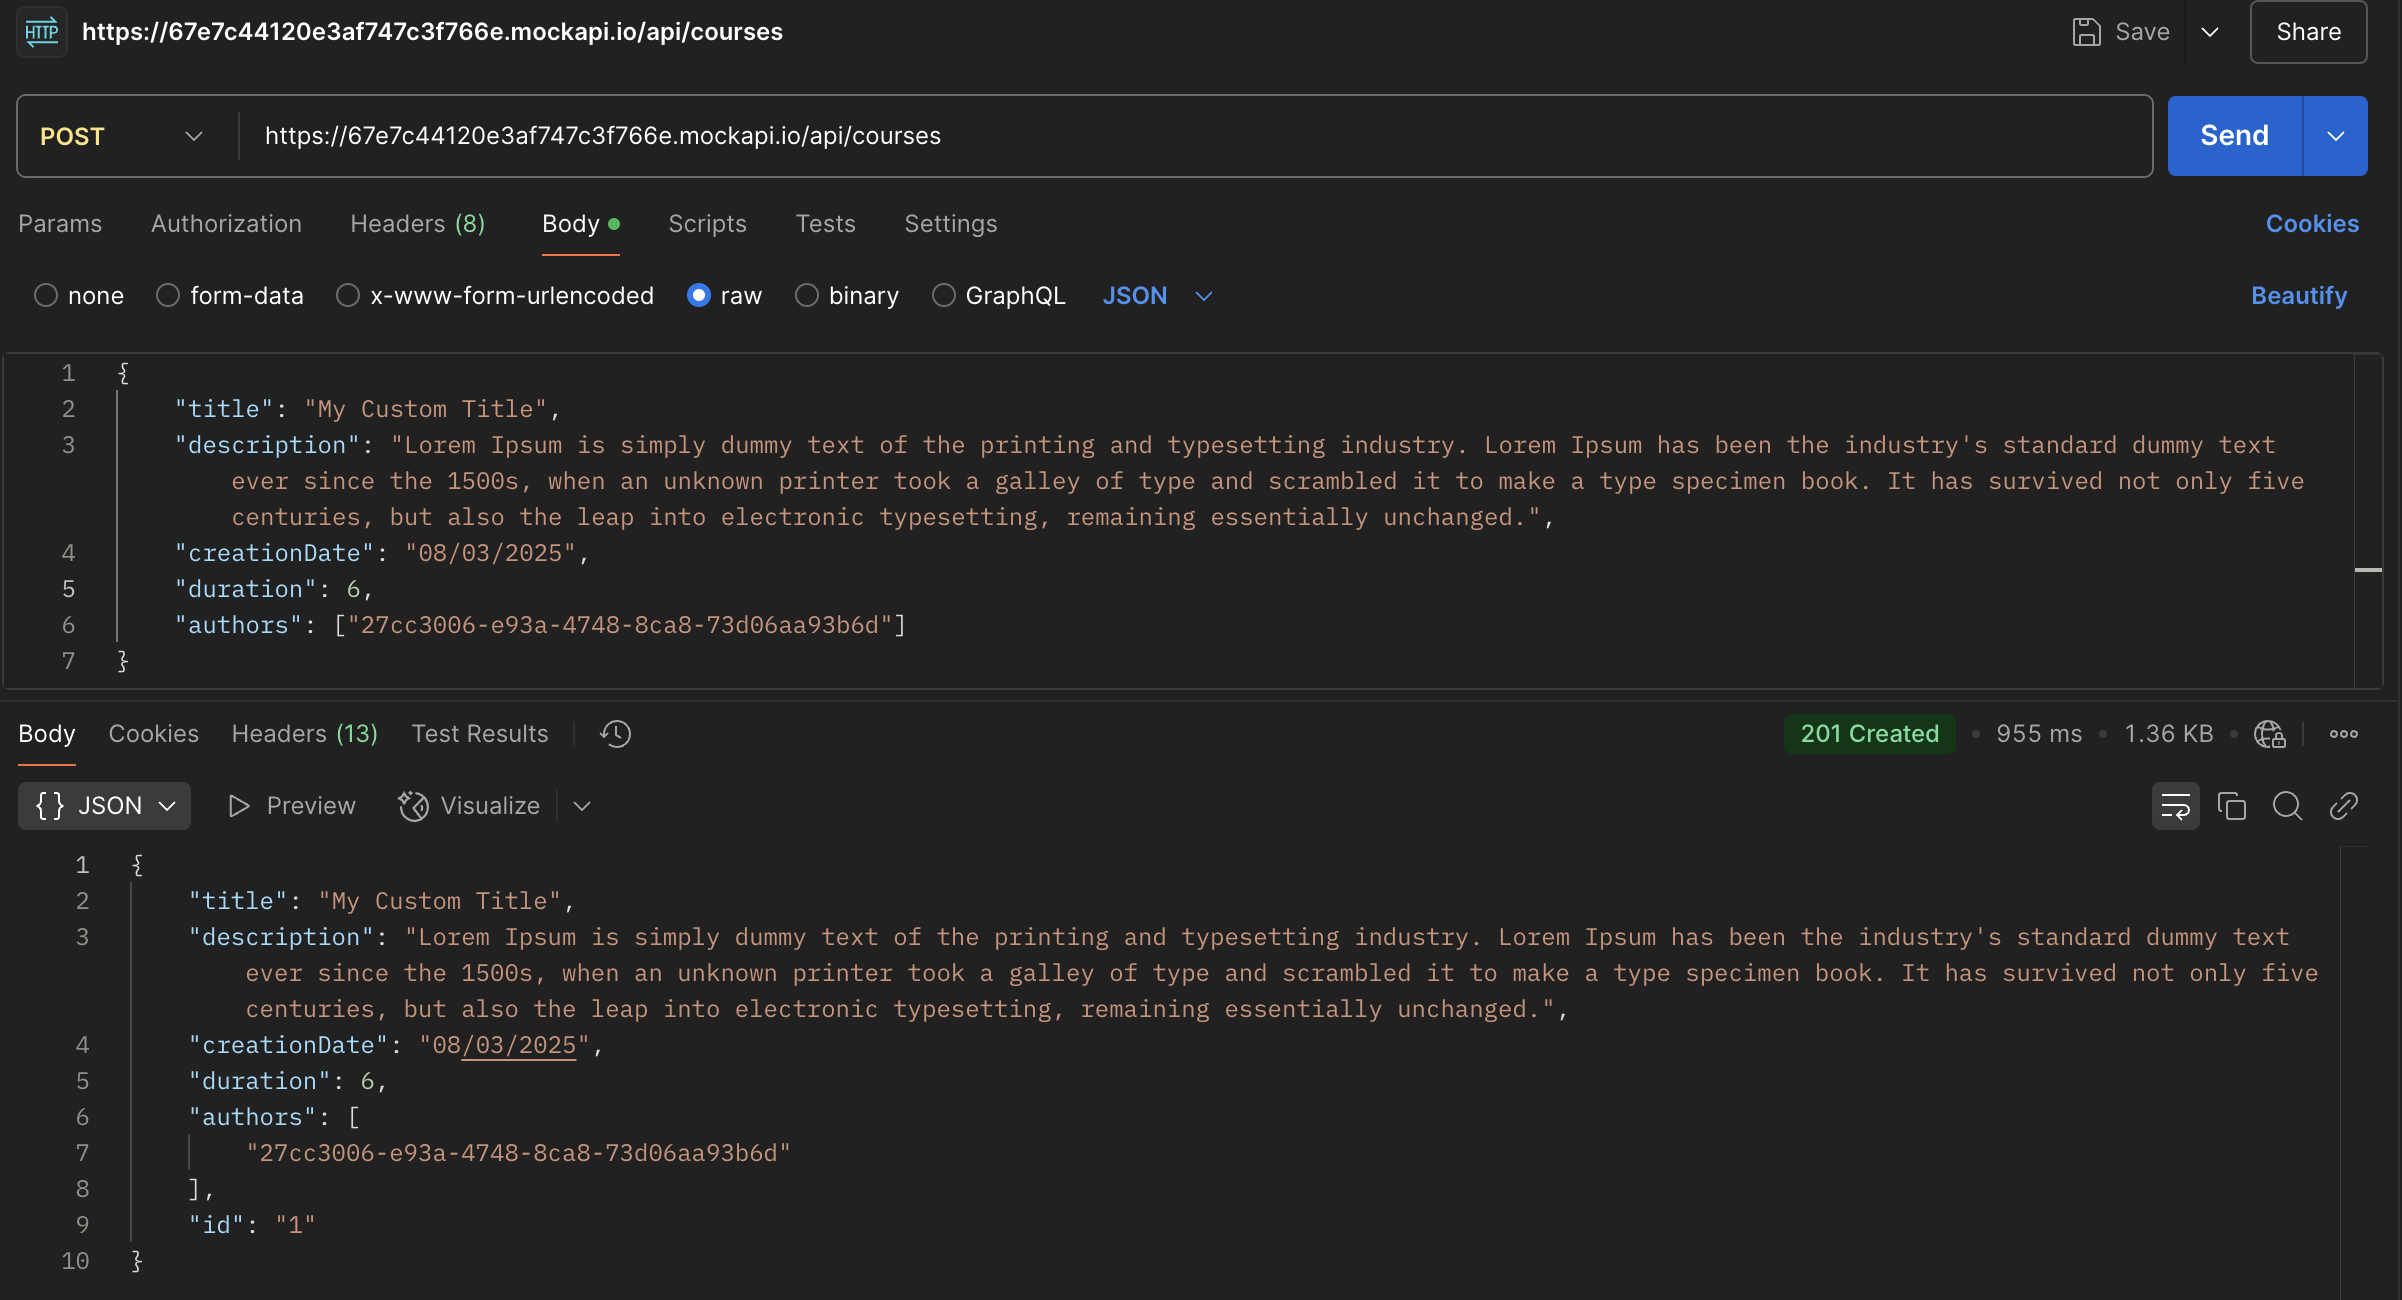 HTTP https://67e7c44120e3af747c3f766e.mockapi.io/api/courses Save Share
POST https://67e7c44120e3af747c3f766e.mockapi.io/api/courses Send
Params Authorization Headers (8) Body Scripts Tests Settings Cookies
none form-data x-www-form-urlencoded raw binary GraphQL JSON Beautify
1 {
2 "title": "My Custom Title",
3 "description": "Lorem Ipsum is simply dummy text of the printing and typesetting industry. Lorem Ipsum has been the industry's standard dummy text
ever since the 1500s, when an unknown printer took a galley of type and scrambled it to make a type specimen book. It has survived not only five
centuries, but also the leap into electronic typesetting, remaining essentially unchanged.",
4 "creationDate": "08/03/2025",
5 "duration": 6,
6 "authors": ["27cc3006-e93a-4748-8ca8-73d06aa93b6d"]
7 }
Body Cookies Headers (13) Test Results 201 Created • 955 ms • 1.36 KB •
{} JSON Preview Visualize
1 {
2 "title": "My Custom Title",
3 "description": "Lorem Ipsum is simply dummy text of the printing and typesetting industry. Lorem Ipsum has been the industry's standard dummy text
ever since the 1500s, when an unknown printer took a galley of type and scrambled it to make a type specimen book. It has survived not only five
centuries, but also the leap into electronic typesetting, remaining essentially unchanged.",
4 "creationDate": "08/03/2025",
5 "duration": 6,
6 "authors": [
7 "27cc3006-e93a-4748-8ca8-73d06aa93b6d"
8 ],
9 "id": "1"
10 }